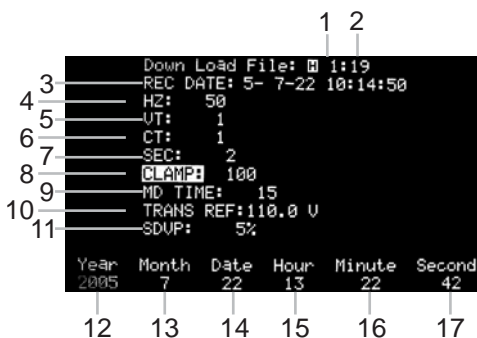 1 2
Down Load File: H 1:19
3 REC DATE: 5- 7-22 10:14:50
4 HZ: 50
5 VT: 1
6 CT: 1
7 SEC: 2
8 CLAMP: 100
9 MD TIME: 15
10 TRANS REF:110.0 V
11 SDVP: 5%
Year Month Date Hour Minute Second
2005 7 22 13 22 42
12 13 14 15 16 17